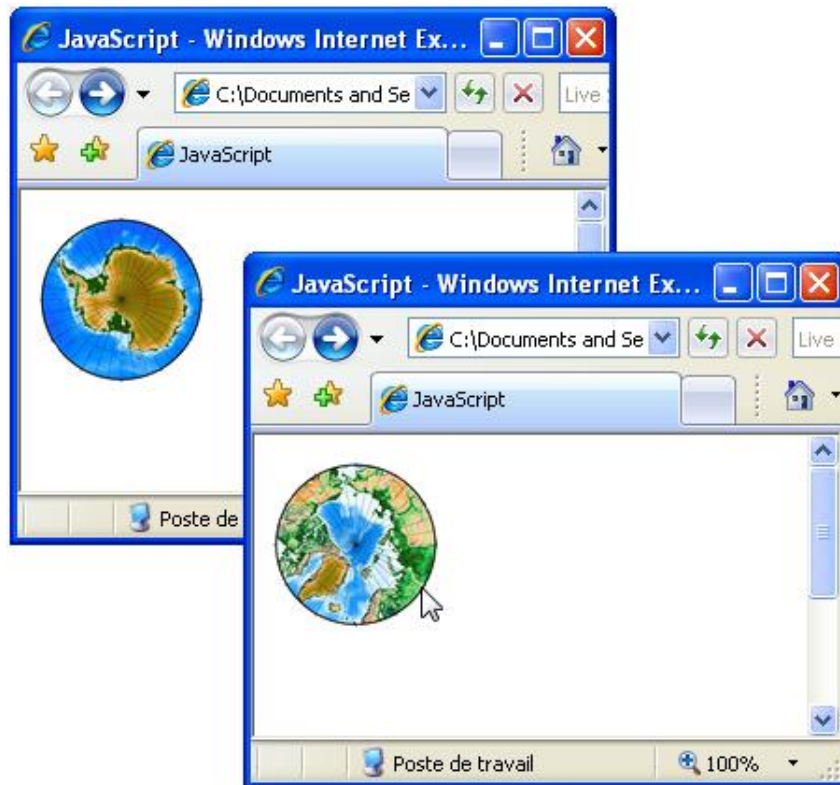 JavaScript - Windows Internet Ex...
C:\Documents and Se
Live
JavaScript
Poste de
JavaScript - Windows Internet Ex...
C:\Documents and Se
Live
JavaScript
Poste de travail
100%